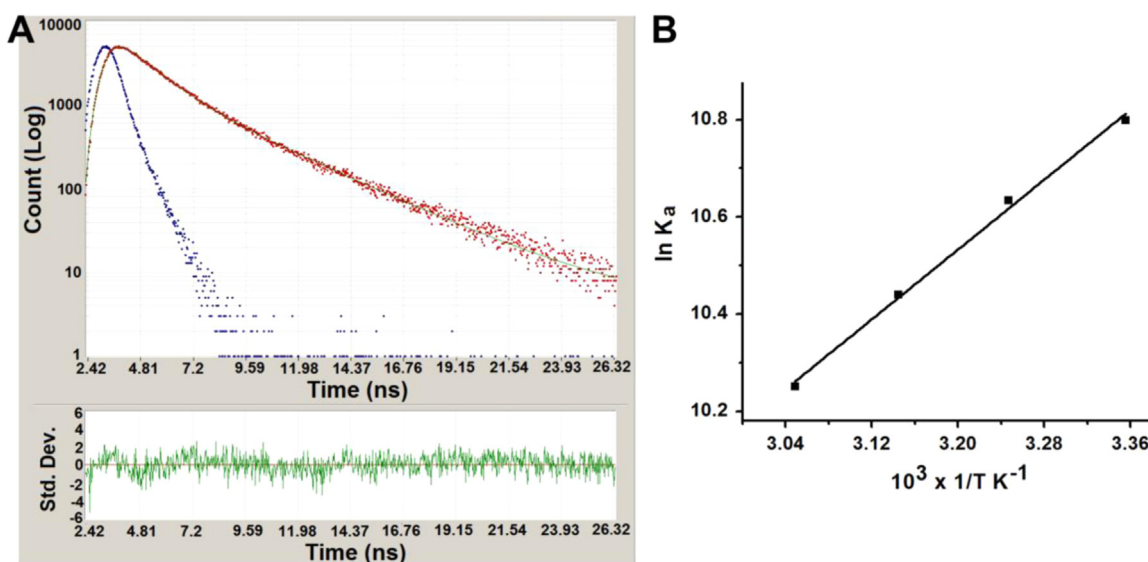 A
Count (Log)
10000
1000
100
10
1
2.42 4.81 7.2 9.59 11.98 14.37 16.76 19.15 21.54 23.93 26.32
Time (ns)
Std. Dev.
6
4
2
0
-2
-4
-6
2.42 4.81 7.2 9.59 11.98 14.37 16.76 19.15 21.54 23.93 26.32
Time (ns)
B
ln Ka
10.8
10.6
10.4
10.2
3.04 3.12 3.20 3.28 3.36
10³ x 1/T K⁻¹